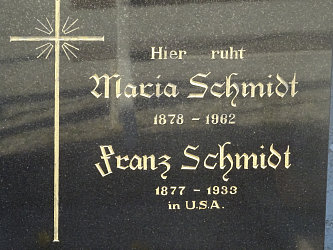 Hier ruht
Maria Schmidt
1878 - 1962
Franz Schmidt
1877 - 1933
in U.S.A.